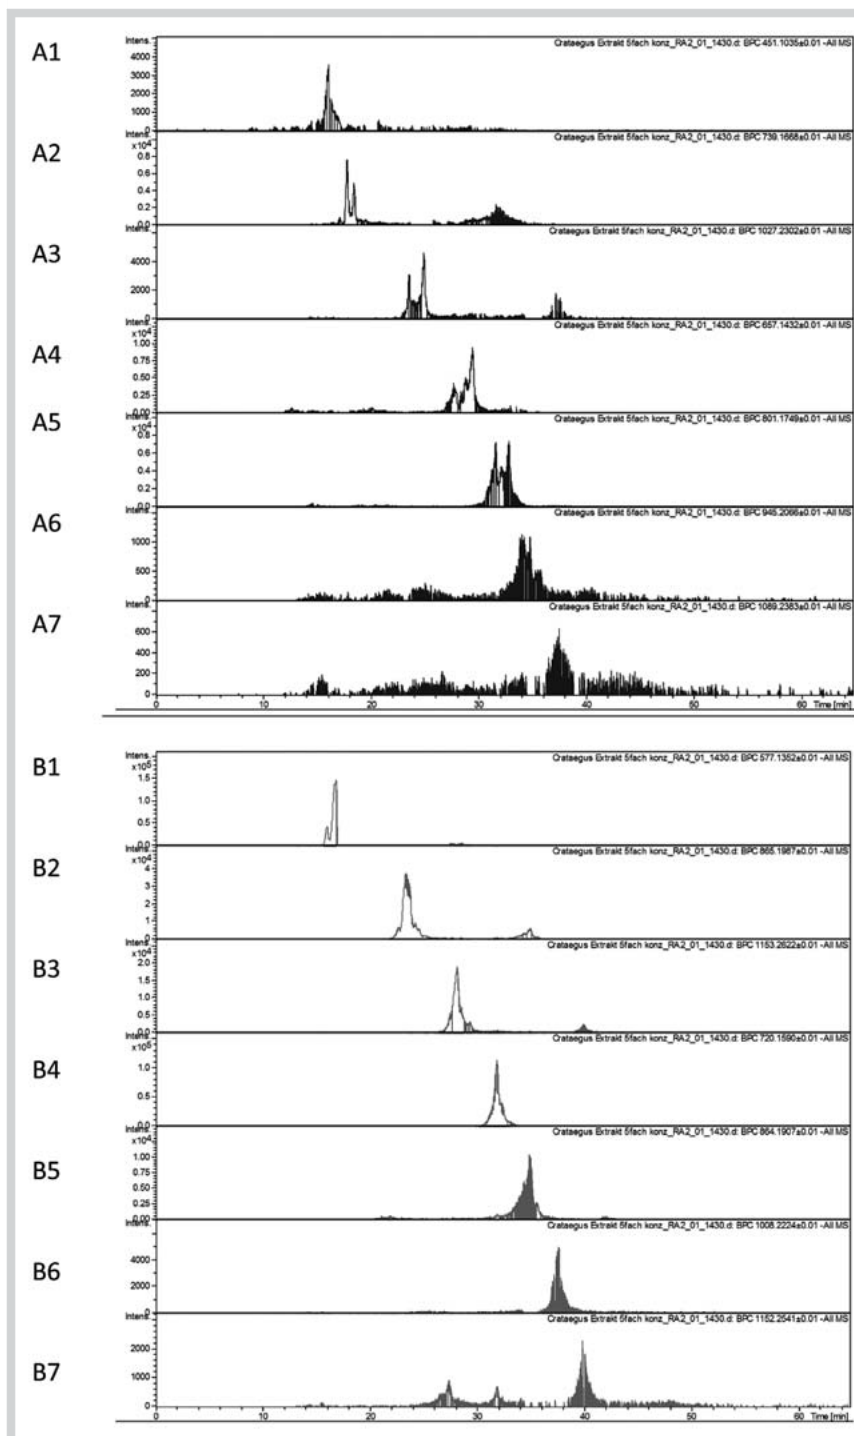 A1
Intens.
Crataegus Extrakt 5fach konz_RA2_01_1430.d: BPC 451.1035±0.01 -All MS
4000
3000
2000
1000
0
A2
Intens.
x10⁴
Crataegus Extrakt 5fach konz_RA2_01_1430.d: BPC 739.1668±0.01 -All MS
0.8
0.6
0.4
0.2
0.0
A3
Intens.
Crataegus Extrakt 5fach konz_RA2_01_1430.d: BPC 1027.2302±0.01 -All MS
4000
2000
0
A4
Intens.
x10⁴
Crataegus Extrakt 5fach konz_RA2_01_1430.d: BPC 657.1432±0.01 -All MS
1.00
0.75
0.50
0.25
0.00
A5
Intens.
x10⁴
Crataegus Extrakt 5fach konz_RA2_01_1430.d: BPC 801.1749±0.01 -All MS
0.8
0.6
0.4
0.2
0.0
A6
Intens.
Crataegus Extrakt 5fach konz_RA2_01_1430.d: BPC 945.2066±0.01 -All MS
1000
500
0
A7
Intens.
Crataegus Extrakt 5fach konz_RA2_01_1430.d: BPC 1089.2383±0.01 -All MS
600
400
200
0
0 10 20 30 40 50 60 Time [min]
B1
Intens.
x10⁵
Crataegus Extrakt 5fach konz_RA2_01_1430.d: BPC 577.1352±0.01 -All MS
1.5
1.0
0.5
0.0
B2
Intens.
x10⁴
Crataegus Extrakt 5fach konz_RA2_01_1430.d: BPC 865.1987±0.01 -All MS
4
3
2
1
0
B3
Intens.
x10⁴
Crataegus Extrakt 5fach konz_RA2_01_1430.d: BPC 1153.2622±0.01 -All MS
2.0
1.5
1.0
0.5
0.0
B4
Intens.
x10⁵
Crataegus Extrakt 5fach konz_RA2_01_1430.d: BPC 720.1590±0.01 -All MS
1.0
0.5
0.0
B5
Intens.
x10⁴
Crataegus Extrakt 5fach konz_RA2_01_1430.d: BPC 864.1907±0.01 -All MS
1.00
0.75
0.50
0.25
0.00
B6
Intens.
Crataegus Extrakt 5fach konz_RA2_01_1430.d: BPC 1008.2224±0.01 -All MS
4000
2000
0
B7
Intens.
Crataegus Extrakt 5fach konz_RA2_01_1430.d: BPC 1152.2541±0.01 -All MS
2000
1000
0
0 10 20 30 40 50 60 Time [min]